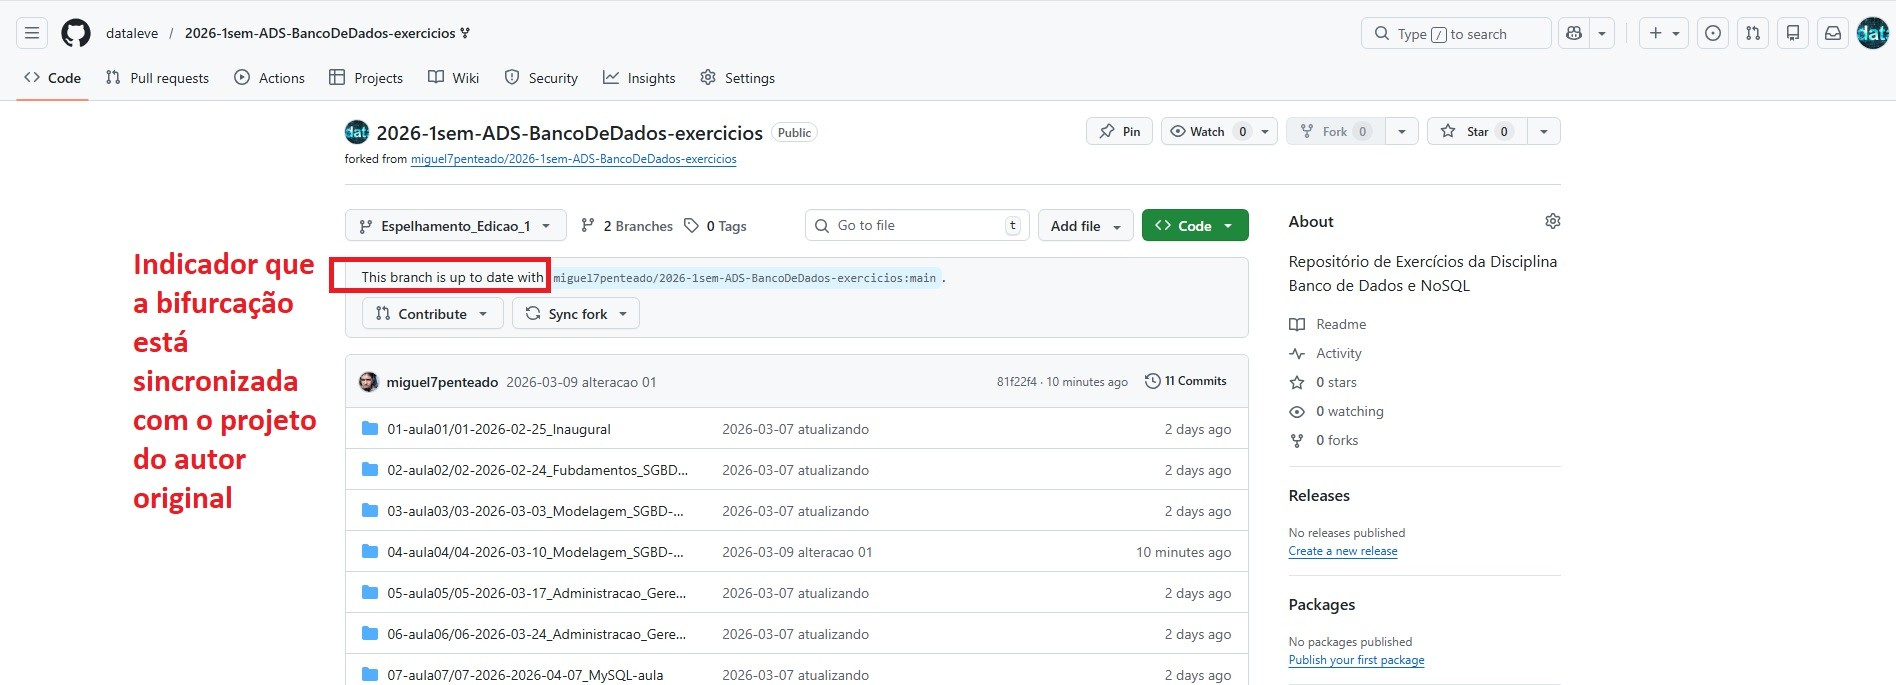 dataleve / 2026-1sem-ADS-BancoDeDados-exercicios
Type / to search
Code Pull requests Actions Projects Wiki Security Insights Settings
2026-1sem-ADS-BancoDeDados-exercicios Public
Pin Watch 0 Fork 0 Star 0
forked from miguel7penteado/2026-1sem-ADS-BancoDeDados-exercicios
Espelhamento_Edicao_1 2 Branches 0 Tags Go to file t Add file Code
This branch is up to date with miguel7penteado/2026-1sem-ADS-BancoDeDados-exercicios:main .
Contribute Sync fork
Indicador que
a bifurcação
está
sincronizada
com o projeto
do autor
original
miguel7penteado 2026-03-09 alteracao 01 81f22f4 · 10 minutes ago 11 Commits
01-aula01/01-2026-02-25_Inaugural 2026-03-07 atualizando 2 days ago
02-aula02/02-2026-02-24_Fubdamentos_SGBD... 2026-03-07 atualizando 2 days ago
03-aula03/03-2026-03-03_Modelagem_SGBD-... 2026-03-07 atualizando 2 days ago
04-aula04/04-2026-03-10_Modelagem_SGBD-... 2026-03-09 alteracao 01 10 minutes ago
05-aula05/05-2026-03-17_Administracao_Gere... 2026-03-07 atualizando 2 days ago
06-aula06/06-2026-03-24_Administracao_Gere... 2026-03-07 atualizando 2 days ago
07-aula07/07-2026-2026-04-07_MySQL-aula 2026-03-07 atualizando 2 days ago
About
Repositório de Exercícios da Disciplina
Banco de Dados e NoSQL
Readme
Activity
0 stars
0 watching
0 forks
Releases
No releases published
Create a new release
Packages
No packages published
Publish your first package